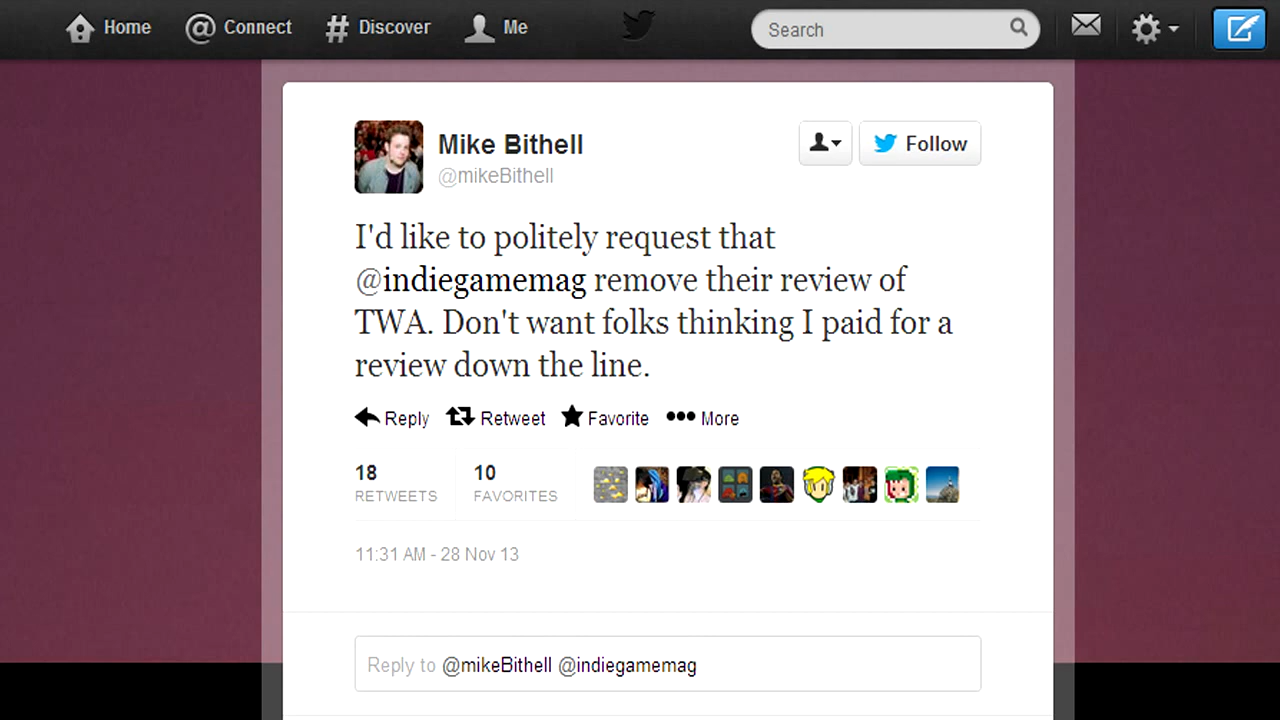 Home Connect Discover Me Search
Mike Bithell
@mikeBithell
Follow
I'd like to politely request that
@indiegamemag remove their review of
TWA. Don't want folks thinking I paid for a
review down the line.
Reply Retweet Favorite More
18 10
RETWEETS FAVORITES
11:31 AM - 28 Nov 13
Reply to @mikeBithell @indiegamemag